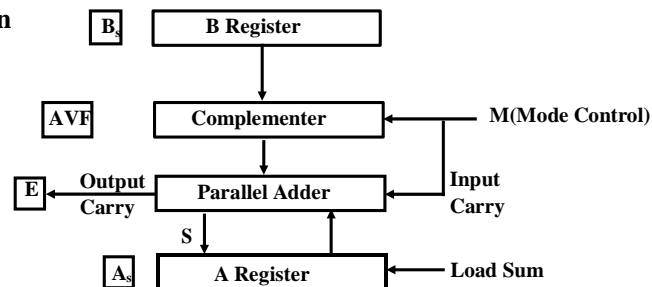 n
Bs
B Register
AVF
Complementer
M(Mode Control)
E
Output
Carry
Parallel Adder
Input
Carry
S
As
A Register
Load Sum